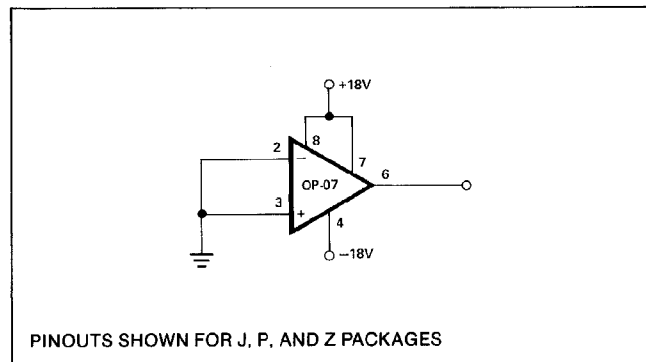 +18V
8
2
−
7
OP-07
6
3
+
4
−18V
PINOUTS SHOWN FOR J, P, AND Z PACKAGES